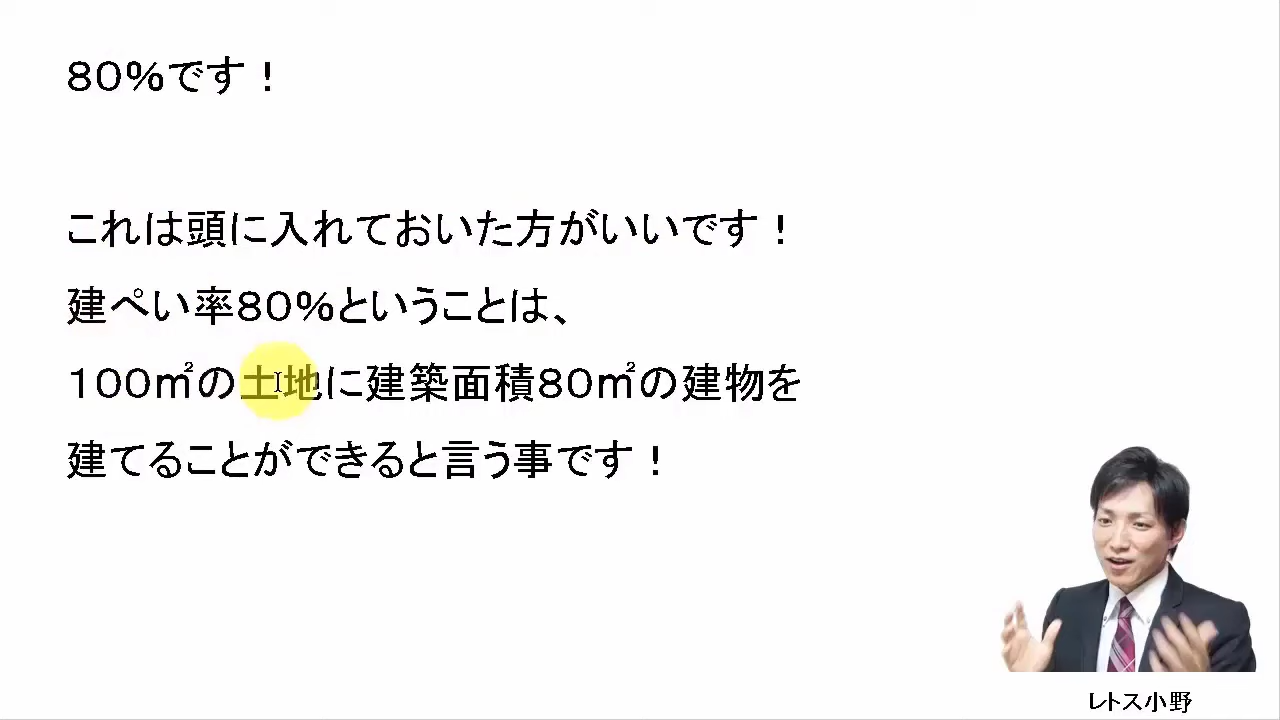 ８０％です！
これは頭に入れておいた方がいいです！
建ぺい率８０％ということは、
１００㎡の土地に建築面積８０㎡の建物を
建てることができると言う事です！
レトス小野